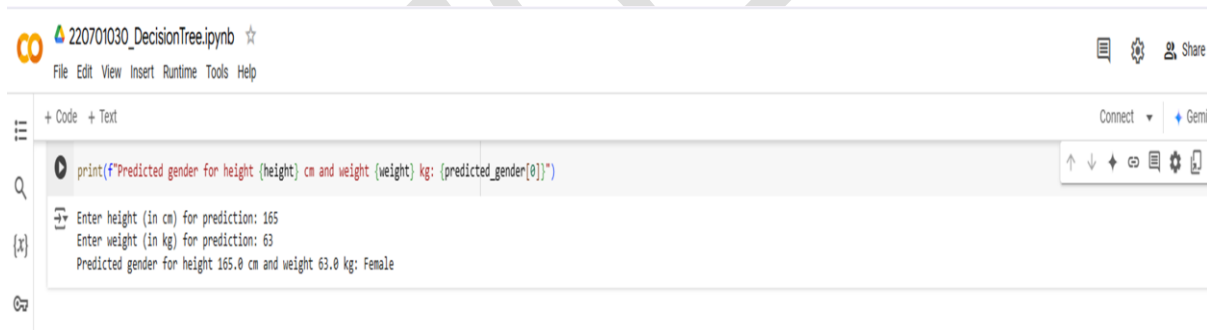 220701030_DecisionTree.ipynb
Share
File Edit View Insert Runtime Tools Help
+ Code + Text
Connect
Gemi
print(f"Predicted gender for height {height} cm and weight {weight} kg: {predicted_gender[0]}")
Enter height (in cm) for prediction: 165
Enter weight (in kg) for prediction: 63
Predicted gender for height 165.0 cm and weight 63.0 kg: Female
{x}